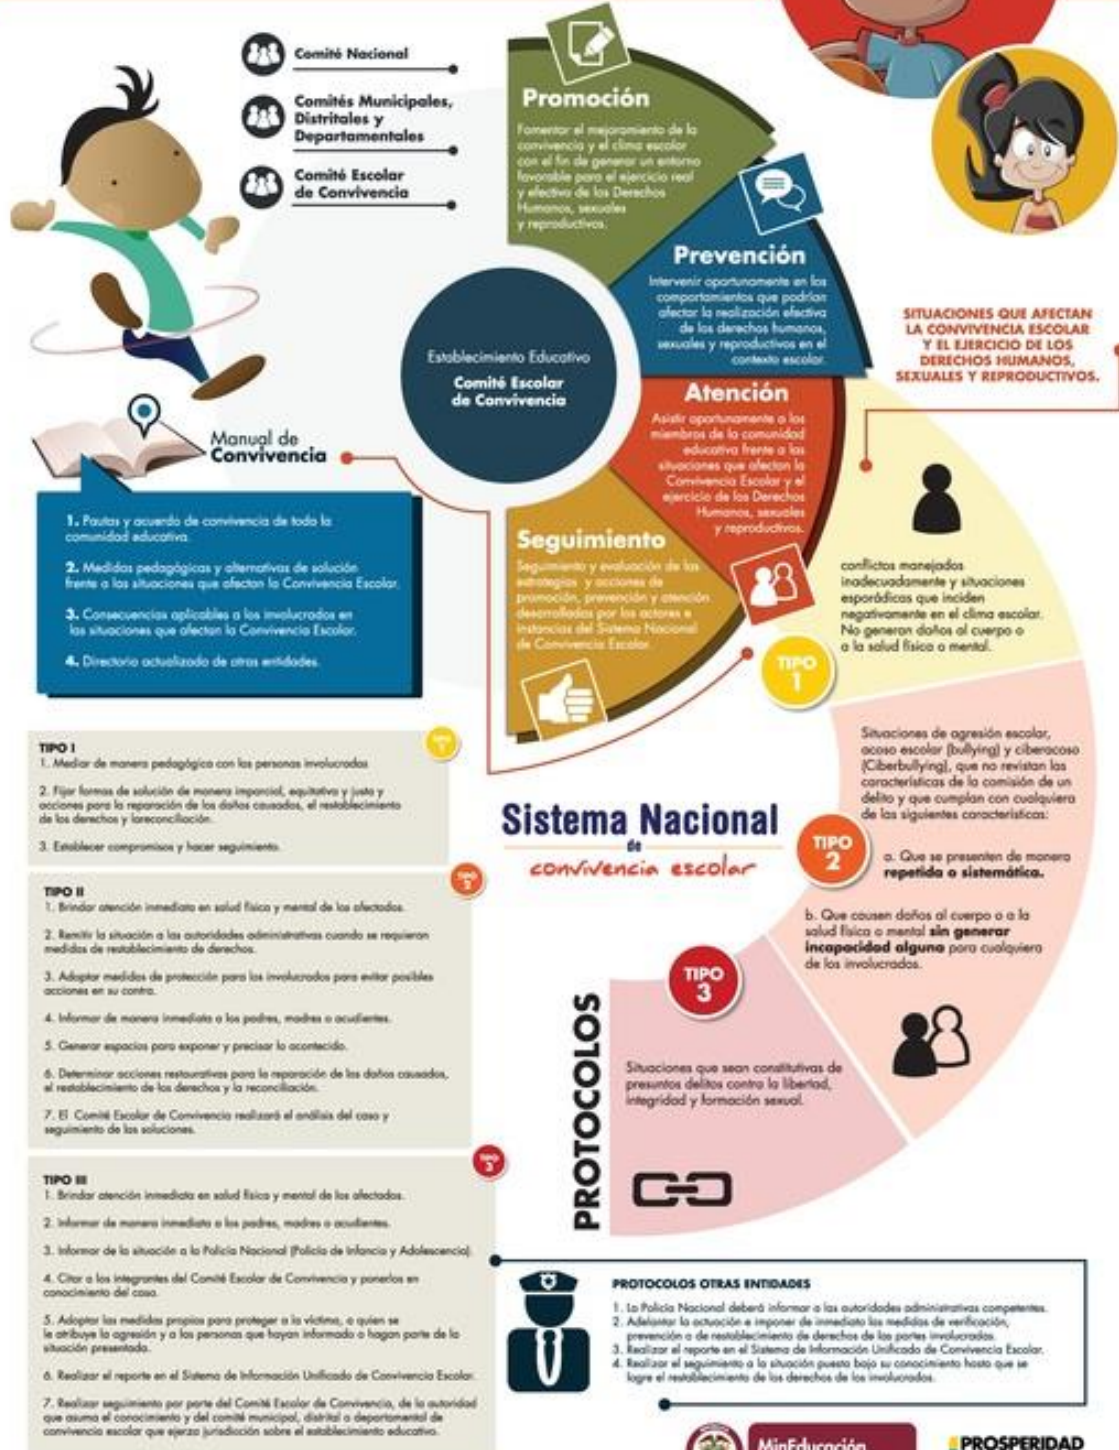 Comité Nacional
Comités Municipales,
Distritales y
Departamentales
Comité Escolar
de Convivencia
Promoción
Fomentar el mejoramiento de la
convivencia y el clima escolar
con el fin de generar un entorno
favorable para el ejercicio real
y efectivo de los Derechos
Humanos, sexuales
y reproductivos.
Prevención
Intervenir oportunamente en los
comportamientos que podrían
afectar la realización efectiva
de los derechos humanos,
sexuales y reproductivos en el
contexto escolar.
Establecimiento Educativo
Comité Escolar
de Convivencia
Atención
Asistir oportunamente a los
miembros de la comunidad
educativa frente a las
situaciones que afectan la
Convivencia Escolar y el
ejercicio de los Derechos
Humanos, sexuales
y reproductivos.
Seguimiento
Seguimiento y evaluación de las
estrategias y acciones de
promoción, prevención y atención
desarrolladas por los actores e
instancias del Sistema Nacional
de Convivencia Escolar.
SITUACIONES QUE AFECTAN
LA CONVIVENCIA ESCOLAR
Y EL EJERCICIO DE LOS
DERECHOS HUMANOS,
SEXUALES Y REPRODUCTIVOS.
Manual de
Convivencia
1. Pautas y acuerdo de convivencia de toda la
comunidad educativa.
2. Medidas pedagógicas y alternativas de solución
frente a las situaciones que afectan la Convivencia Escolar.
3. Consecuencias aplicables a los involucrados en
las situaciones que afectan la Convivencia Escolar.
4. Directorio actualizado de otras entidades.
conflictos manejados
inadecuadamente y situaciones
esporádicas que inciden
negativamente en el clima escolar.
No generan daños al cuerpo o
a la salud física o mental.
TIPO
1
Situaciones de agresión escolar,
acoso escolar (bullying) y ciberacoso
(Ciberbullying), que no revistan las
características de la comisión de un
delito y que cumplan con cualquiera
de las siguientes características:
TIPO
2
a. Que se presenten de manera
repetida o sistemática.
b. Que causen daños al cuerpo o a la
salud física o mental sin generar
incapacidad alguna para cualquiera
de los involucrados.
Sistema Nacional
de
convivencia escolar
TIPO
3
Situaciones que sean constitutivas de
presuntos delitos contra la libertad,
integridad y formación sexual.
PROTOCOLOS
TIPO
1
TIPO I
1. Mediar de manera pedagógica con las personas involucradas
2. Fijar formas de solución de manera imparcial, equitativa y justa y
acciones para la reparación de los daños causados, el restablecimiento
de los derechos y lareconciliación.
3. Establecer compromisos y hacer seguimiento.
TIPO
2
TIPO II
1. Brindar atención inmediata en salud física y mental de los afectados.
2. Remitir la situación a las autoridades administrativas cuando se requieran
medidas de restablecimiento de derechos.
3. Adoptar medidas de protección para los involucrados para evitar posibles
acciones en su contra.
4. Informar de manera inmediata a los padres, madres o acudientes.
5. Generar espacios para exponer y precisar lo acontecido.
6. Determinar acciones restaurativas para la reparación de los daños causados,
el restablecimiento de los derechos y la reconciliación.
7. El Comité Escolar de Convivencia realizará el análisis del caso y
seguimiento de las soluciones.
TIPO
3
TIPO III
1. Brindar atención inmediata en salud física y mental de los afectados.
2. Informar de manera inmediata a los padres, madres o acudientes.
3. Informar de la situación a la Policía Nacional (Policía de Infancia y Adolescencia).
4. Citar a los integrantes del Comité Escolar de Convivencia y ponerlos en
conocimiento del caso.
5. Adoptar las medidas propias para proteger a la víctima, a quien se
le atribuye la agresión y a las personas que hayan informado o hagan parte de la
situación presentada.
6. Realizar el reporte en el Sistema de Información Unificado de Convivencia Escolar.
7. Realizar seguimiento por parte del Comité Escolar de Convivencia, de la autoridad
que asuma el conocimiento y del comité municipal, distrital o departamental de
convivencia escolar que ejerza jurisdicción sobre el establecimiento educativo.
PROTOCOLOS OTRAS ENTIDADES
1. La Policía Nacional deberá informar a las autoridades administrativas competentes.
2. Adelantar la actuación e imponer de inmediato las medidas de verificación,
prevención o de restablecimiento de derechos de las partes involucradas.
3. Realizar el reporte en el Sistema de Información Unificado de Convivencia Escolar.
4. Realizar el seguimiento a la situación puesta bajo su conocimiento hasta que se
logre el restablecimiento de los derechos de los involucrados.
MinEducación
PROSPERIDAD